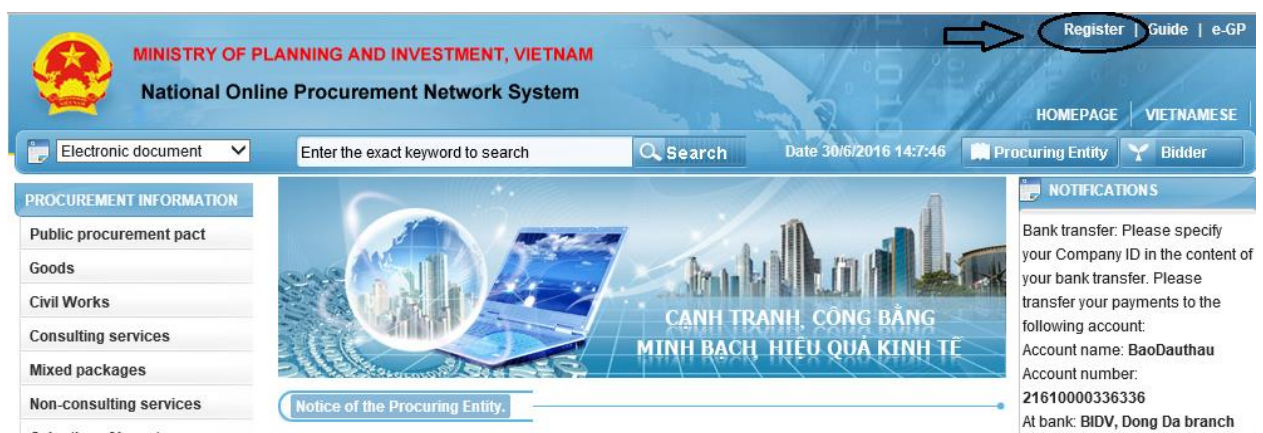 Register | Guide | e-GP
MINISTRY OF PLANNING AND INVESTMENT, VIETNAM
National Online Procurement Network System
HOMEPAGE | VIETNAMESE
Electronic document
Enter the exact keyword to search
Search
Date 30/6/2016 14:7:46
Procuring Entity
Bidder
PROCUREMENT INFORMATION
Public procurement pact
Goods
Civil Works
Consulting services
Mixed packages
Non-consulting services
CẠNH TRANH, CÔNG BẰNG
MINH BẠCH, HIỆU QUẢ KINH TẾ
Notice of the Procuring Entity.
NOTIFICATIONS
Bank transfer: Please specify
your Company ID in the content of
your bank transfer. Please
transfer your payments to the
following account:
Account name: BaoDauthau
Account number:
21610000336336
At bank: BIDV, Dong Da branch